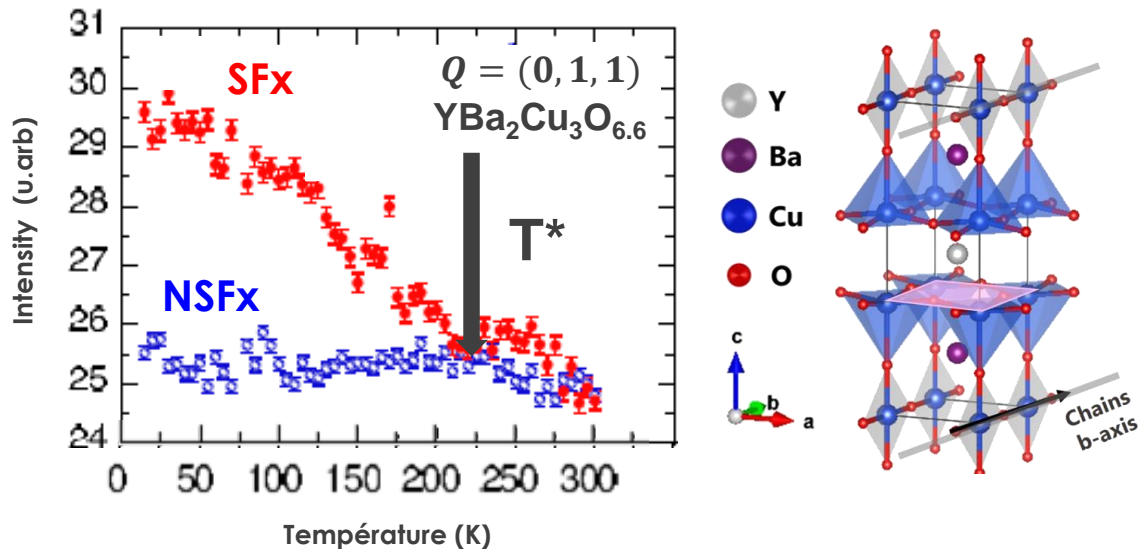 31
30
29
28
27
26
25
24
Intensity (u.arb)
SFx
NSFx
Q = (0, 1, 1)
YBa₂Cu₃O₆.₆
T*
0 50 100 150 200 250 300
Température (K)
Y
Ba
Cu
O
c
b
a
Chains
b-axis